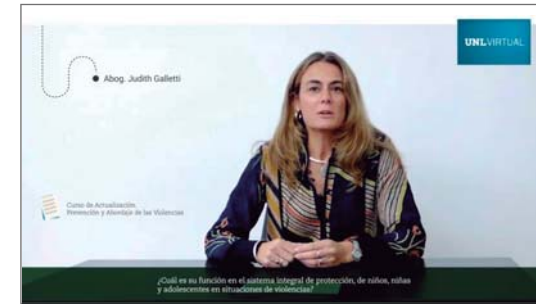 UNLVIRTUAL
Abog. Judith Galletti
Curso de Actualización
Prevención y Abordaje de las Violencias
¿Cuál es su función en el sistema integral de protección, de niños, niñas
y adolescentes en situaciones de violencias?